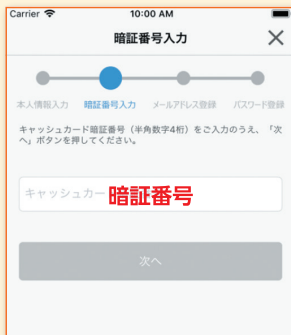 Carrier 10:00 AM
暗証番号入力
本人情報入力 暗証番号入力 メールアドレス登録 パスワード登録
キャッシュカード暗証番号（半角数字4桁）をご入力のうえ、「次
へ」ボタンを押してください。
キャッシュカー 暗証番号
次へ